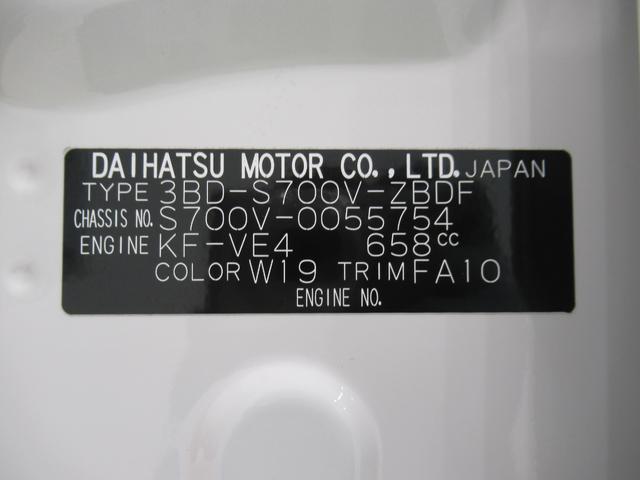 DAIHATSU MOTOR CO.,LTD. JAPAN
TYPE 3BD-S700V-ZBDF
CHASSIS NO. S700V-0055754
ENGINE KF-VE4 658cc
COLOR W19 TRIM FA10
ENGINE NO.